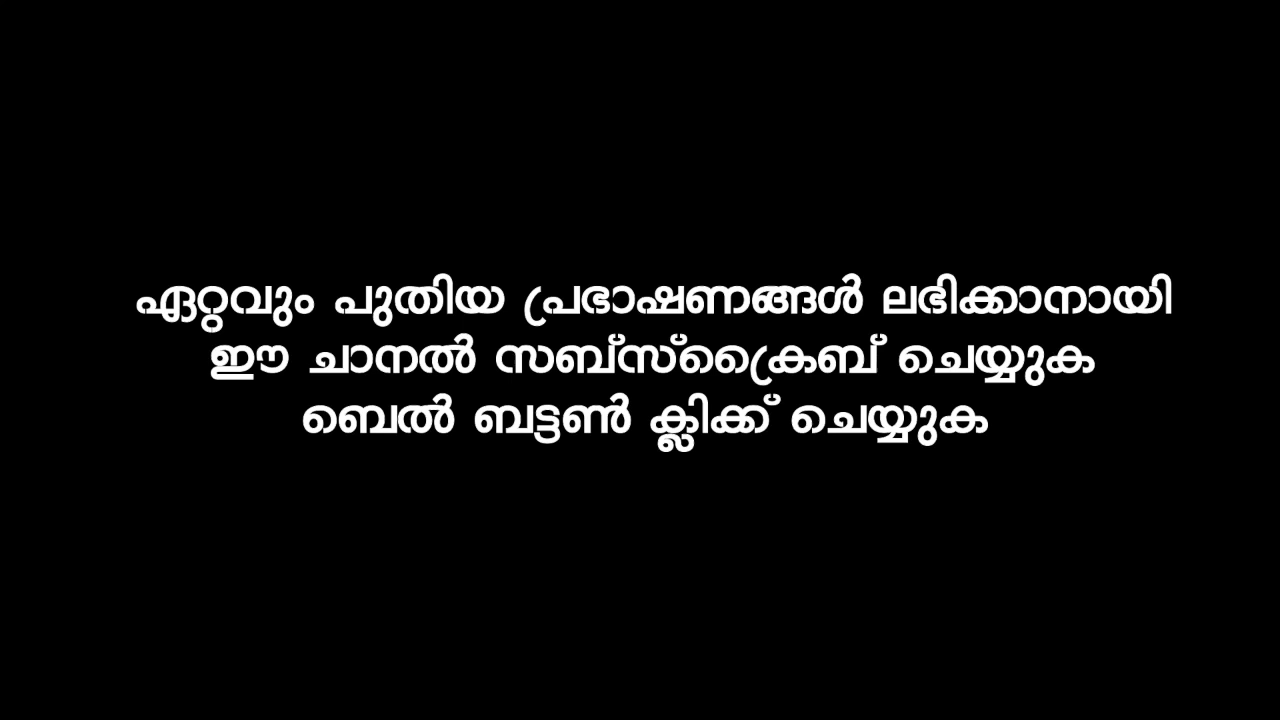 ഏറ്റവും പുതിയ പ്രഭാഷണങ്ങൾ ലഭിക്കാനായി
ഈ ചാനൽ സബ്സ്ക്രൈബ് ചെയ്യുക
ബെൽ ബട്ടൺ ക്ലിക്ക് ചെയ്യുക